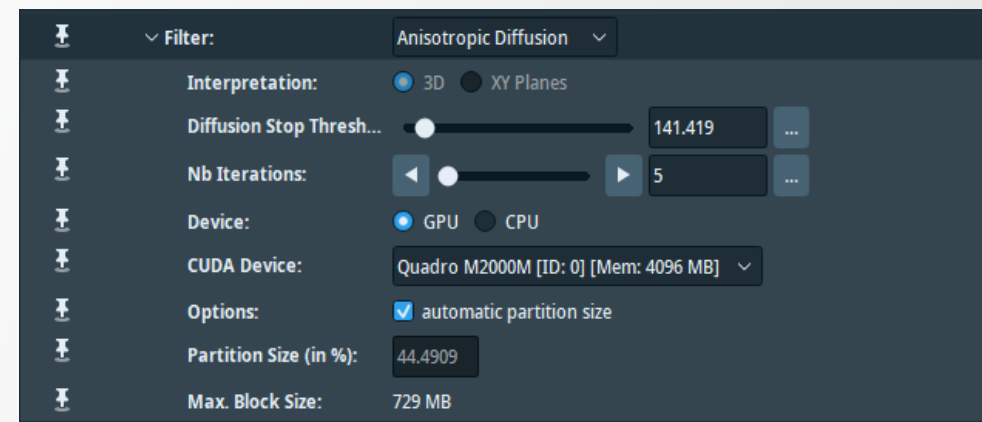 Filter: Anisotropic Diffusion
Interpretation: 3D XY Planes
Diffusion Stop Thresh... 141.419 ...
Nb Iterations: 5 ...
Device: GPU CPU
CUDA Device: Quadro M2000M [ID: 0] [Mem: 4096 MB]
Options: automatic partition size
Partition Size (in %): 44.4909
Max. Block Size: 729 MB